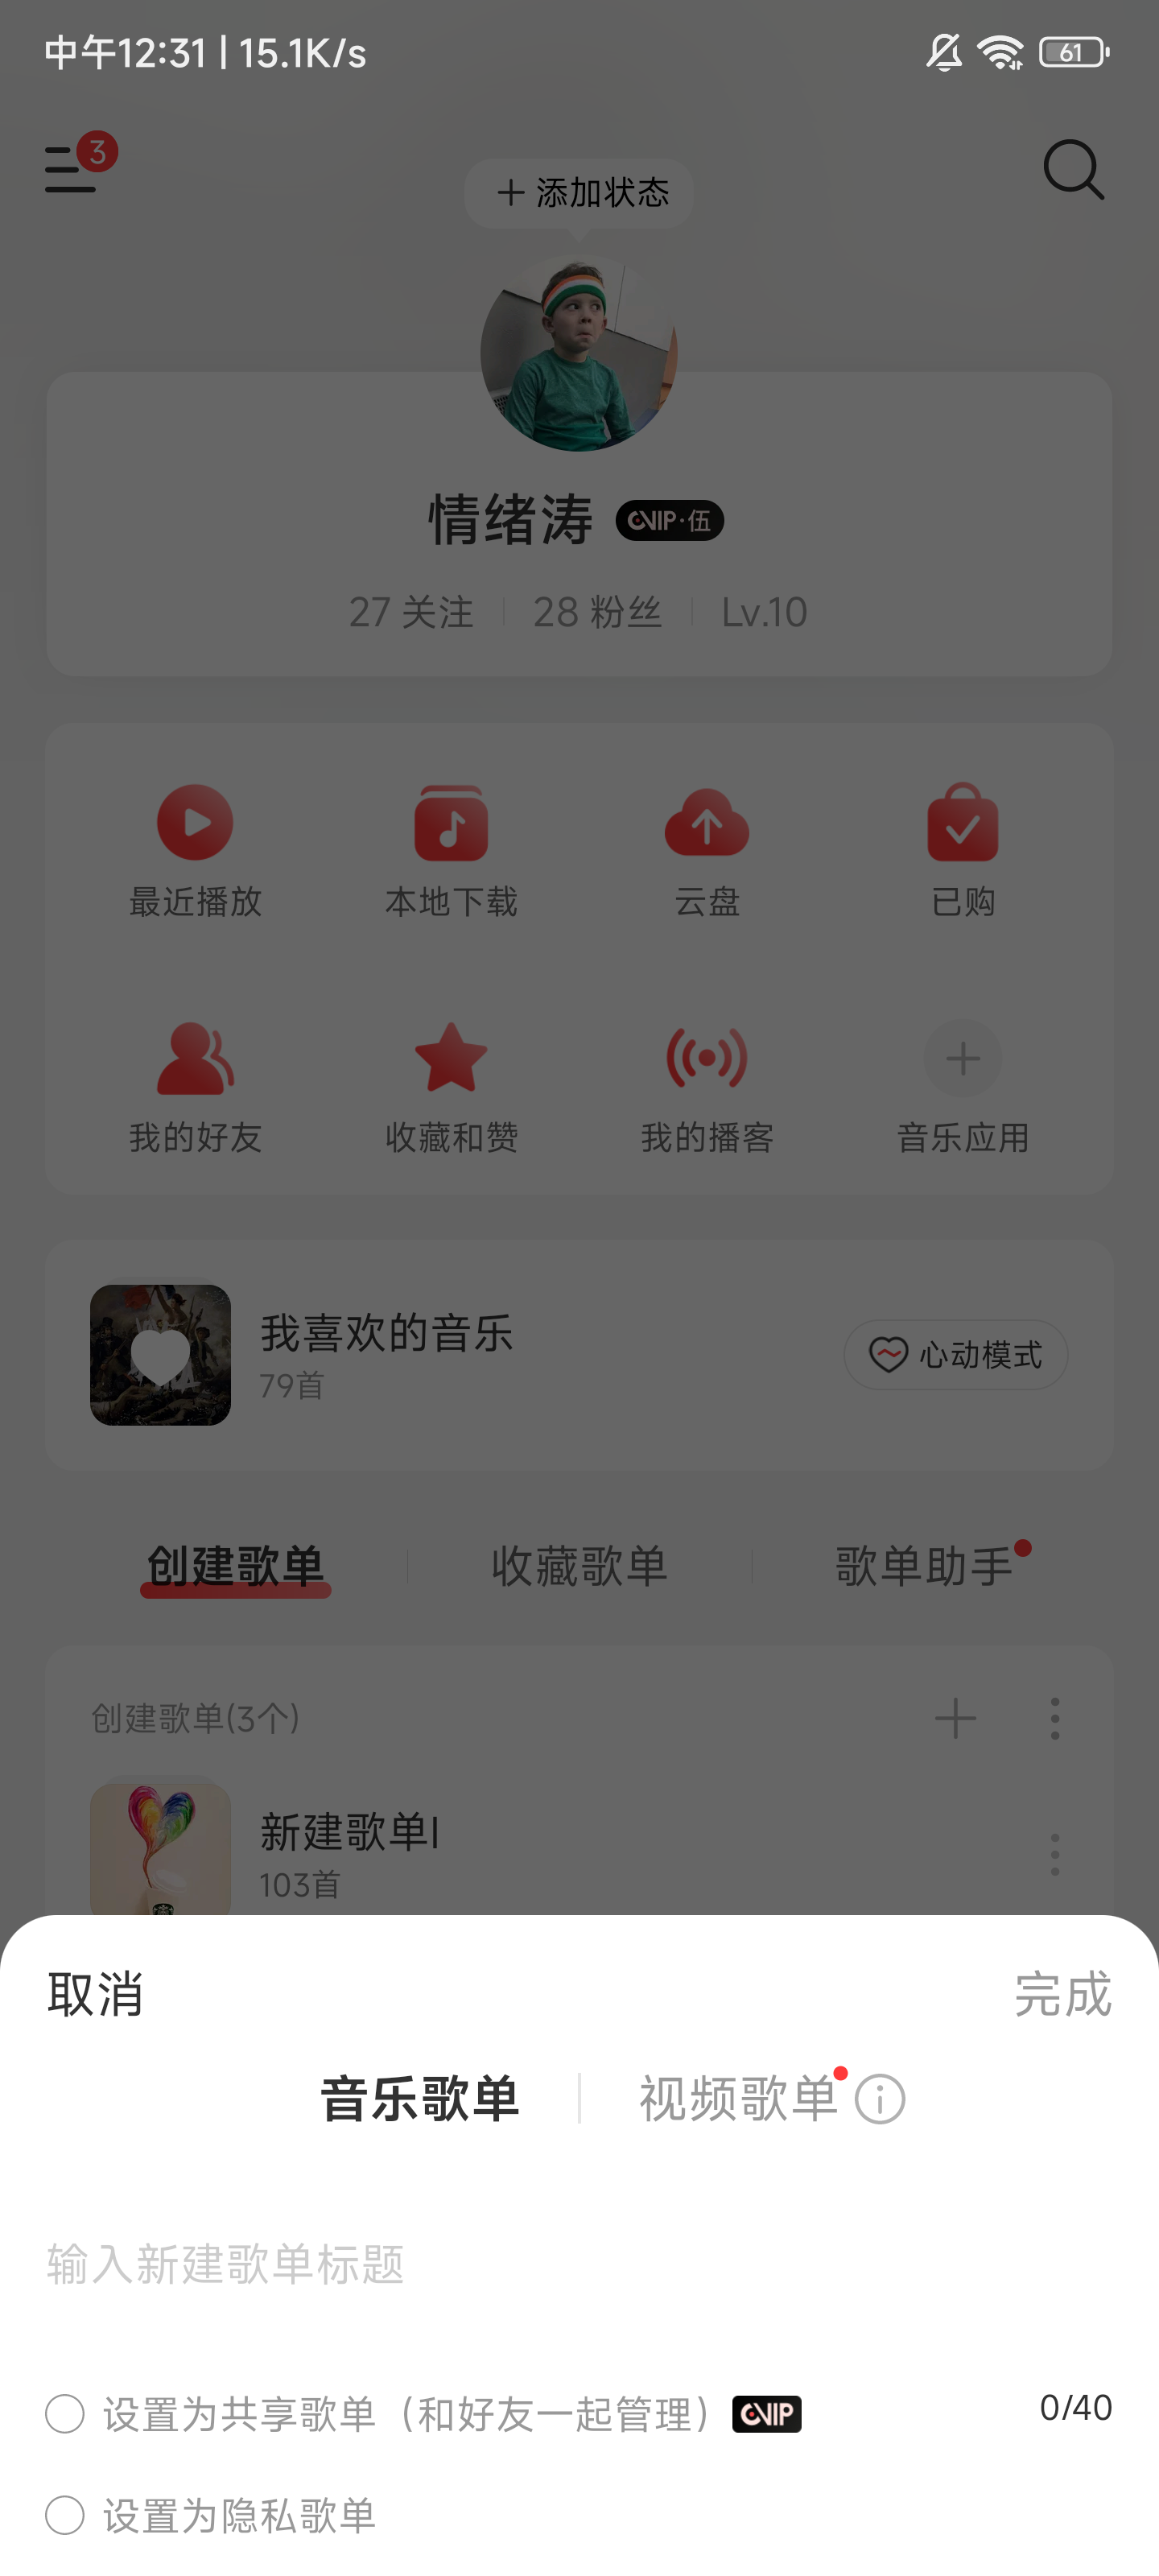 中午12:31 | 15.1K/s
61
3
+ 添加状态
情绪涛 VIP·伍
27 关注 28 粉丝 Lv.10
最近播放 本地下载 云盘 已购
我的好友 收藏和赞 我的播客 音乐应用
我喜欢的音乐
79首
心动模式
创建歌单 收藏歌单 歌单助手
创建歌单(3个)
新建歌单I
103首
取消 完成
音乐歌单 视频歌单
输入新建歌单标题
设置为共享歌单（和好友一起管理） VIP 0/40
设置为隐私歌单